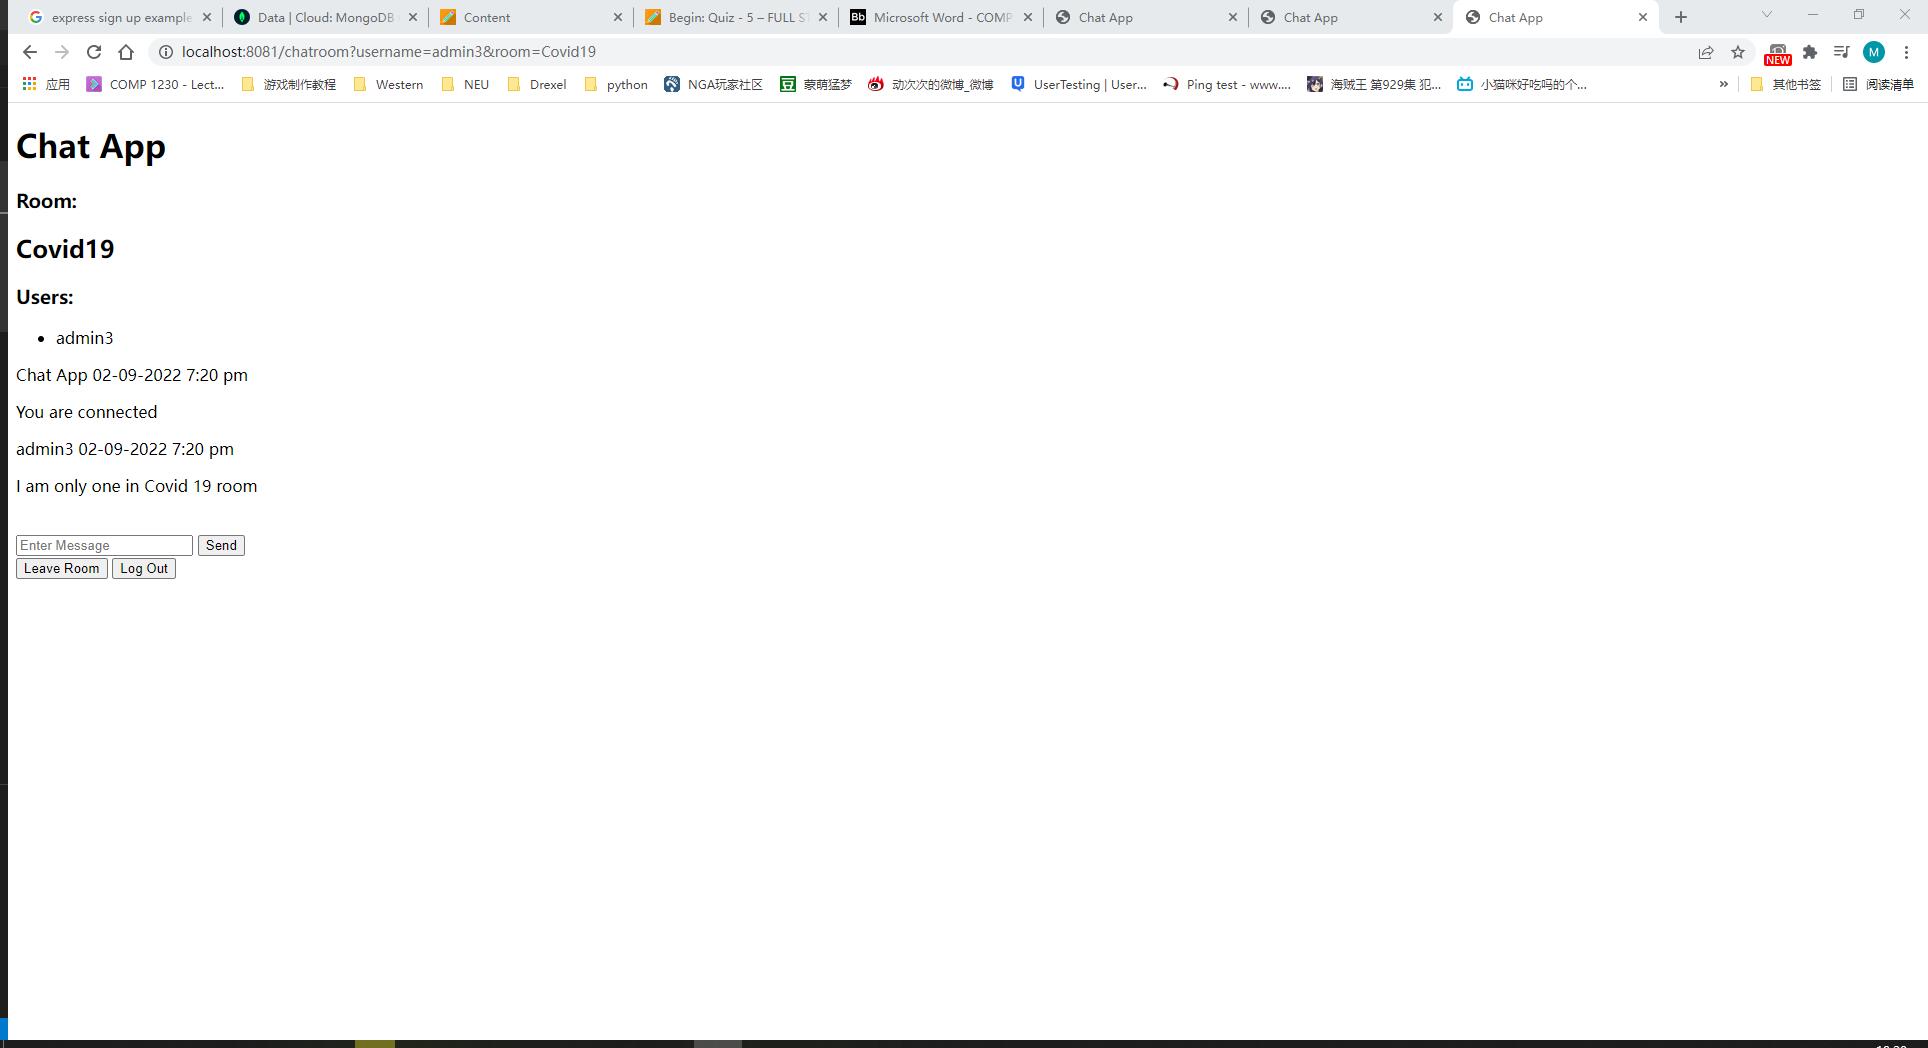 express sign up example
Data | Cloud: MongoDB
Content
Begin: Quiz - 5 – FULL ST
Microsoft Word - COMP
Chat App
Chat App
Chat App
localhost:8081/chatroom?username=admin3&room=Covid19
NEW
M
应用
COMP 1230 - Lect...
游戏制作教程
Western
NEU
Drexel
python
NGA玩家社区
豆
蒙萌猛梦
动次次的微博_微博
UserTesting | User...
Ping test - www....
海贼王 第929集 犯...
小猫咪好吃吗的个...
»
其他书签
阅读清单
Chat App
Room:
Covid19
Users:
• admin3
Chat App 02-09-2022 7:20 pm
You are connected
admin3 02-09-2022 7:20 pm
I am only one in Covid 19 room
Enter Message Send
Leave Room Log Out